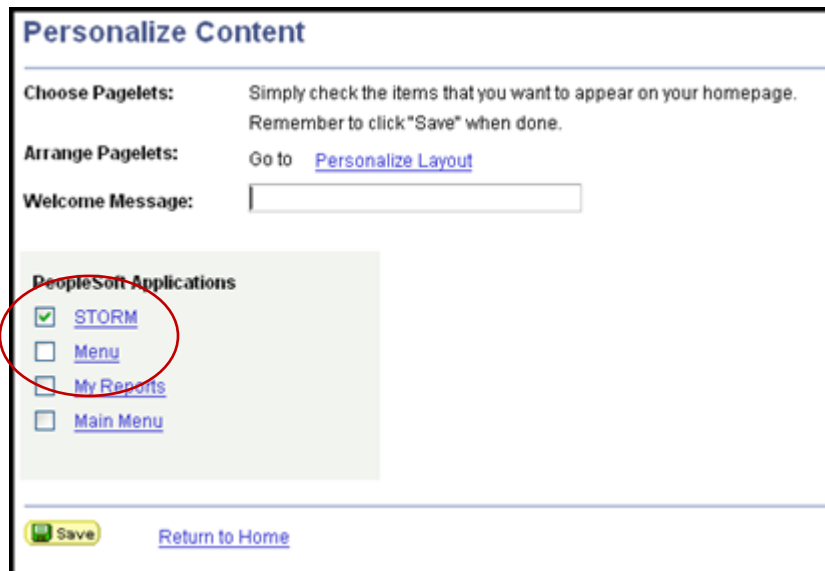 Personalize Content
Choose Pagelets: Simply check the items that you want to appear on your homepage.
Remember to click "Save" when done.
Arrange Pagelets: Go to Personalize Layout
Welcome Message:
PeopleSoft Applications
STORM
Menu
My Reports
Main Menu
Save Return to Home